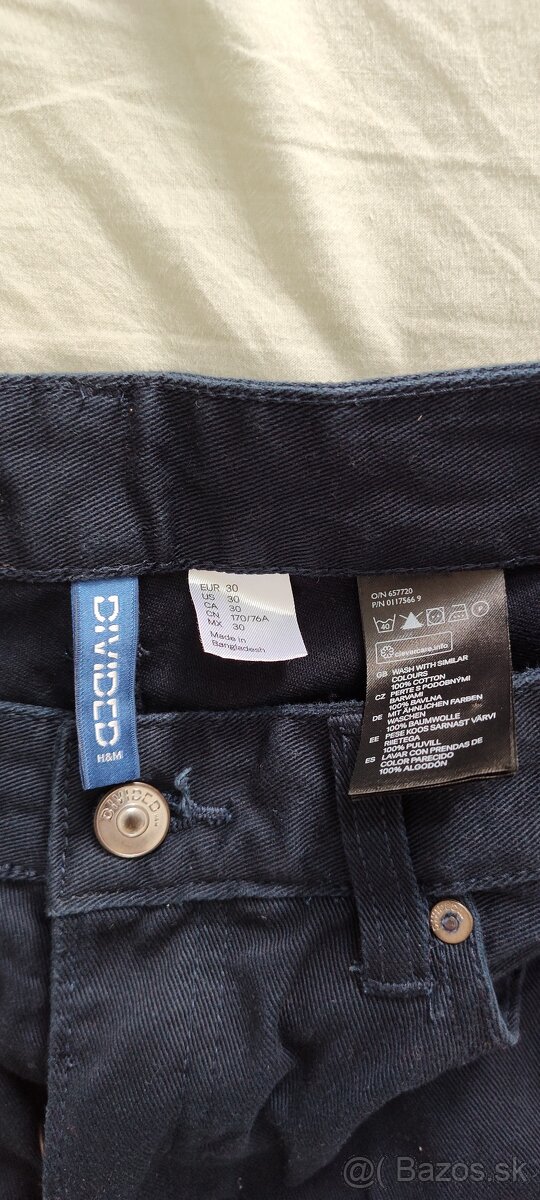 DIVIDED
H&M
EUR 30
US 30
CA 30
CN 170/76A
MX 30
Made in
Bangladesh
O/N 657720
P/N 0117566 9
40
clevercare.info
GB WASH WITH SIMILAR
COLOURS
100% COTTON
CZ PERTE S PODOBNÝMI
BARVAMI
100% BAVLNA
DE MIT ÄHNLICHEN FARBEN
WASCHEN
100% BAUMWOLLE
EE PESE KOOS SARNAST VÄRVI
RIIETEGA
100% PUUVILL
ES LAVAR CON PRENDAS DE
COLOR PARECIDO
100% ALGODÓN
DIVIDED
@ Bazos.sk